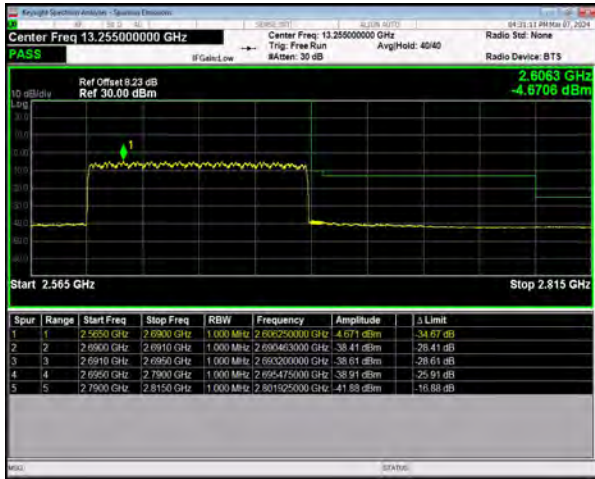 Keysight Spectrum Analyzer - Spurious Emissions
SENSE:INT ALIGN AUTO 04:31:11 PM Mar 07, 2024
Center Freq 13.255000000 GHz
Center Freq: 13.255000000 GHz
Radio Std: None
Trig: Free Run
Avg|Hold: 40/40
PASS
IFGain:Low
#Atten: 30 dB
Radio Device: BTS
2.6063 GHz
Ref Offset 8.23 dB
10 dB/div
Ref 30.00 dBm
-4.6706 dBm
Log
1
Start 2.565 GHz
Stop 2.815 GHz
Spur Range Start Freq Stop Freq RBW Frequency Amplitude Δ Limit
1 1 2.5650 GHz 2.6900 GHz 1.000 MHz 2.606250000 GHz -4.671 dBm -34.67 dB
2 2 2.6900 GHz 2.6910 GHz 1.000 MHz 2.690463000 GHz -38.41 dBm -28.41 dB
3 3 2.6910 GHz 2.6950 GHz 1.000 MHz 2.693200000 GHz -38.61 dBm -28.61 dB
4 4 2.6950 GHz 2.7900 GHz 1.000 MHz 2.695475000 GHz -38.91 dBm -25.91 dB
5 5 2.7900 GHz 2.8150 GHz 1.000 MHz 2.801925000 GHz -41.88 dBm -16.88 dB
MSG STATUS